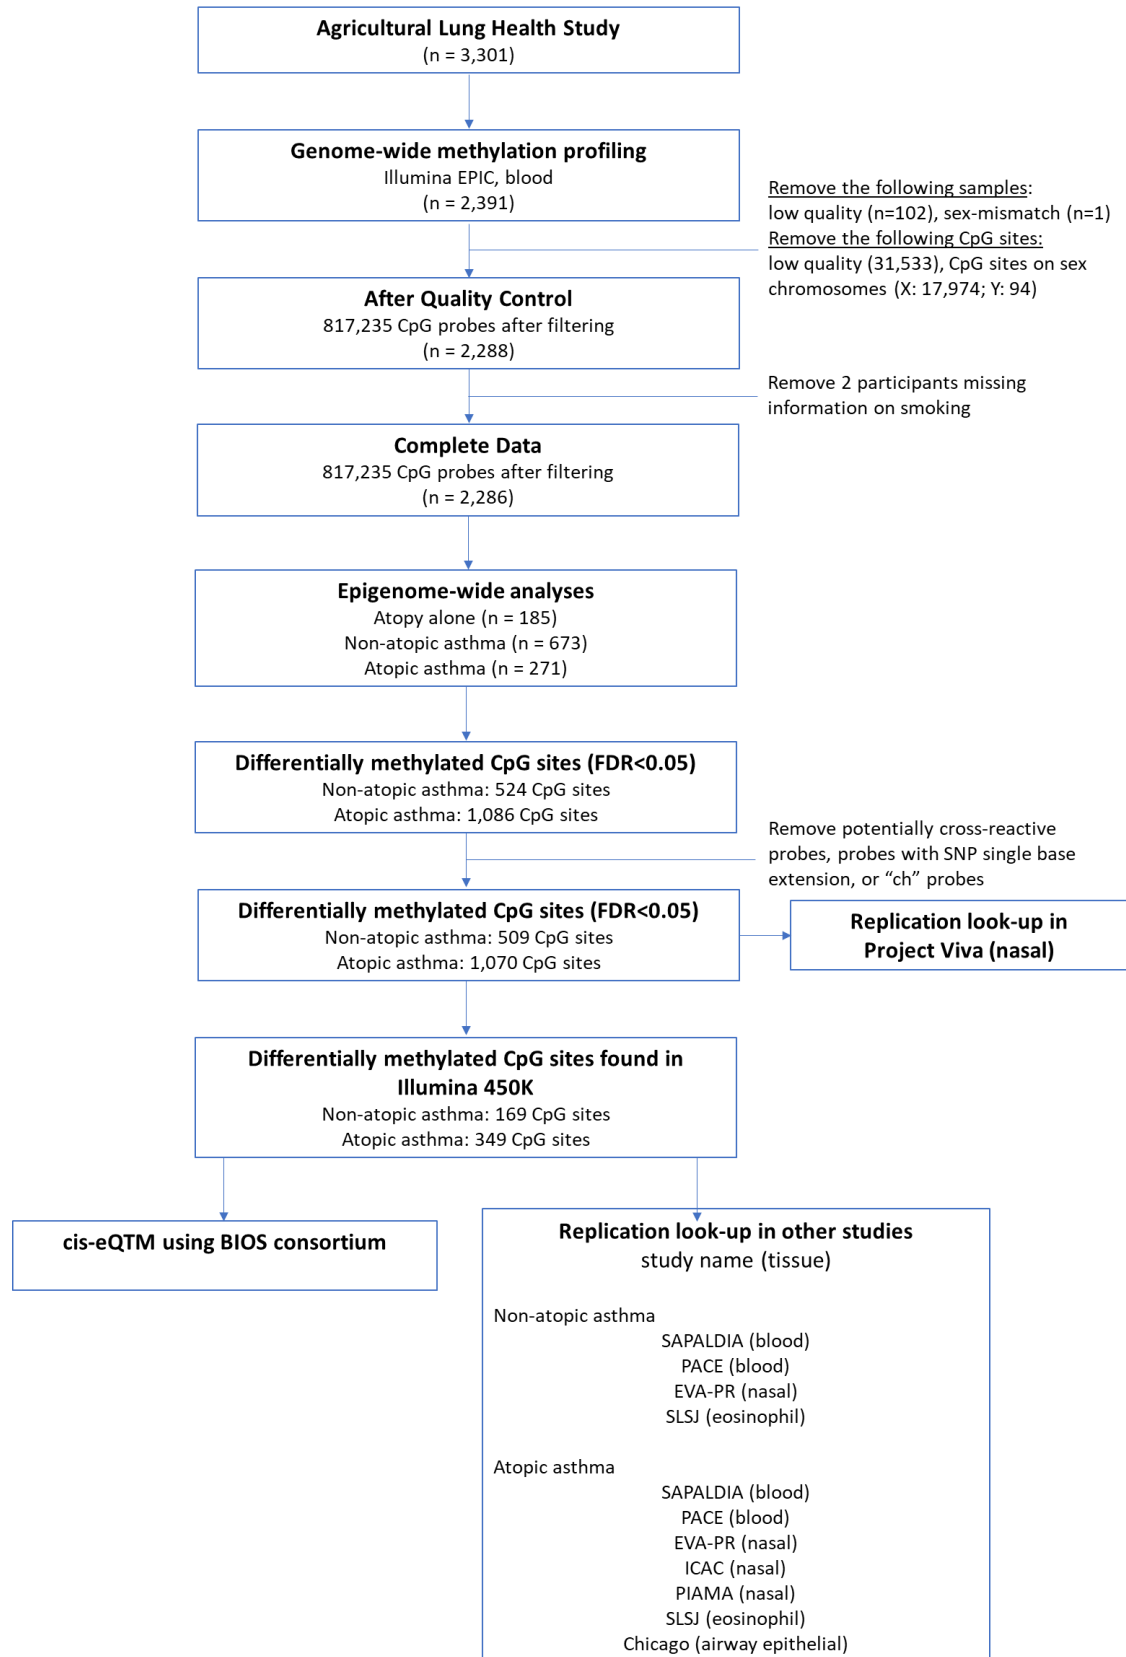 Agricultural Lung Health Study
(n = 3,301)
Genome-wide methylation profiling
Illumina EPIC, blood
(n = 2,391)
Remove the following samples:
low quality (n=102), sex-mismatch (n=1)
Remove the following CpG sites:
low quality (31,533), CpG sites on sex
chromosomes (X: 17,974; Y: 94)
After Quality Control
817,235 CpG probes after filtering
(n = 2,288)
Remove 2 participants missing
information on smoking
Complete Data
817,235 CpG probes after filtering
(n = 2,286)
Epigenome-wide analyses
Atopy alone (n = 185)
Non-atopic asthma (n = 673)
Atopic asthma (n = 271)
Differentially methylated CpG sites (FDR<0.05)
Non-atopic asthma: 524 CpG sites
Atopic asthma: 1,086 CpG sites
Remove potentially cross-reactive
probes, probes with SNP single base
extension, or “ch” probes
Differentially methylated CpG sites (FDR<0.05)
Non-atopic asthma: 509 CpG sites
Atopic asthma: 1,070 CpG sites
Replication look-up in
Project Viva (nasal)
Differentially methylated CpG sites found in
Illumina 450K
Non-atopic asthma: 169 CpG sites
Atopic asthma: 349 CpG sites
cis-eQTM using BIOS consortium
Replication look-up in other studies
study name (tissue)
Non-atopic asthma
SAPALDIA (blood)
PACE (blood)
EVA-PR (nasal)
SLSJ (eosinophil)
Atopic asthma
SAPALDIA (blood)
PACE (blood)
EVA-PR (nasal)
ICAC (nasal)
PIAMA (nasal)
SLSJ (eosinophil)
Chicago (airway epithelial)